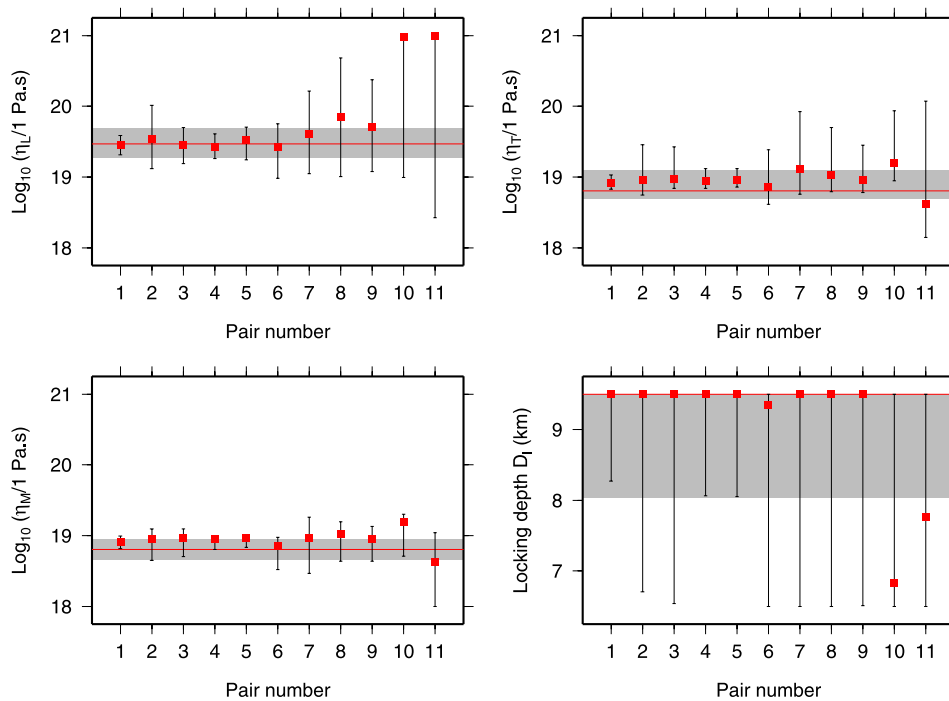 21
20
19
18
Log10 (ηL/1 Pa.s)
1 2 3 4 5 6 7 8 9 10 11
Pair number
21
20
19
18
Log10 (ηT/1 Pa.s)
1 2 3 4 5 6 7 8 9 10 11
Pair number
21
20
19
18
Log10 (ηM/1 Pa.s)
1 2 3 4 5 6 7 8 9 10 11
Pair number
9
8
7
Locking depth Dl (km)
1 2 3 4 5 6 7 8 9 10 11
Pair number